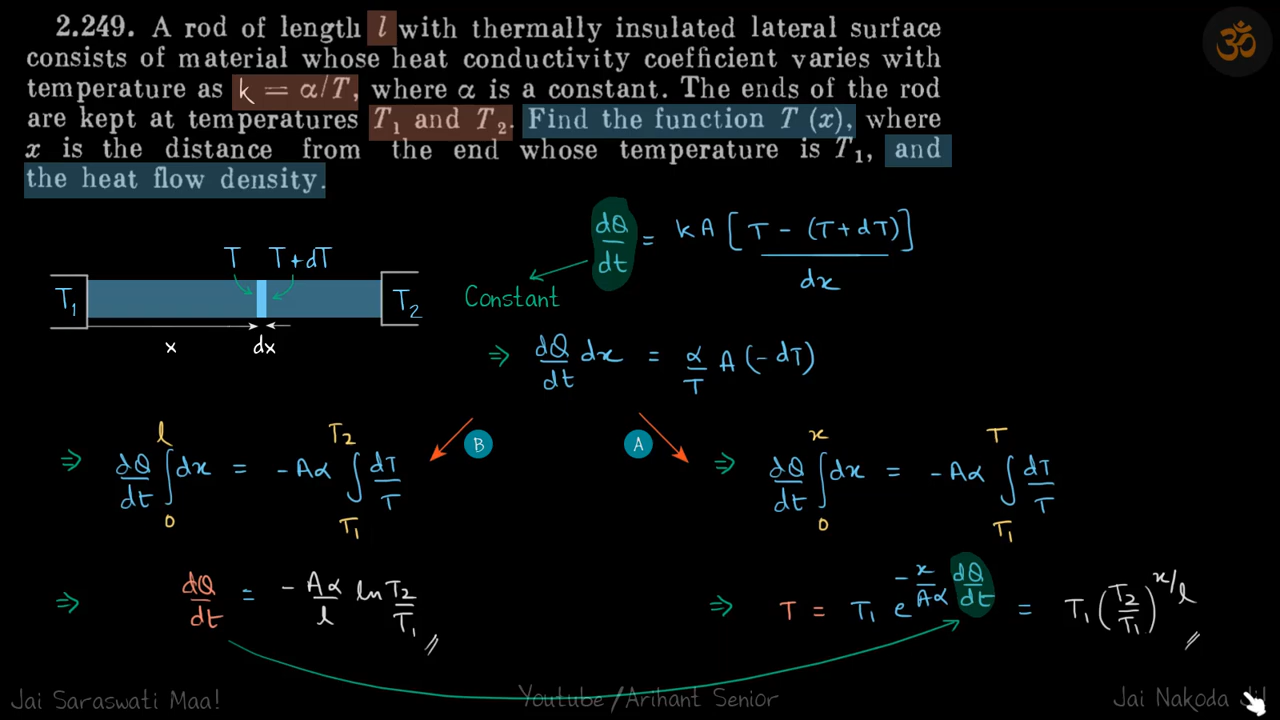 2.249. A rod of length l with thermally insulated lateral surface
consists of material whose heat conductivity coefficient varies with
temperature as k = α/T, where α is a constant. The ends of the rod
are kept at temperatures T₁ and T₂. Find the function T (x), where
x is the distance from the end whose temperature is T₁, and
the heat flow density.
ॐ
dQ/dt = kA [T - (T + dT)]/dx
Constant
T T+dT
T₁ T₂
x dx
⇒ dQ/dt dx = α/T A (-dT)
B A
⇒ dQ/dt ∫₀^l dx = -Aα ∫_{T₁}^{T₂} dT/T
⇒ dQ/dt ∫₀^x dx = -Aα ∫_{T₁}^{T} dT/T
⇒ dQ/dt = -Aα/l ln T₂/T₁ //
⇒ T = T₁ e^{-x/Aα dQ/dt} = T₁ (T₂/T₁)^{x/l} //
Jai Saraswati Maa! Youtube/Arihant Senior Jai Nakoda Ji!